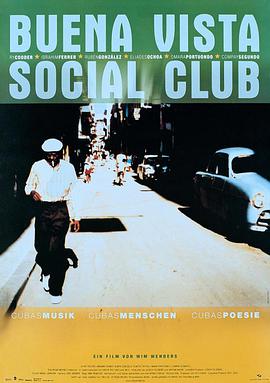 BUENA VISTA
RY COODER ★ IBRAHIM FERRER ★ RUBÉN GONZÁLEZ ★ ELIADES OCHOA ★ OMARA PORTUONDO ★ COMPAY SEGUNDO
SOCIAL CLUB
CUBAS MUSIK CUBAS MENSCHEN CUBAS POESIE
EIN FILM VON WIM WENDERS